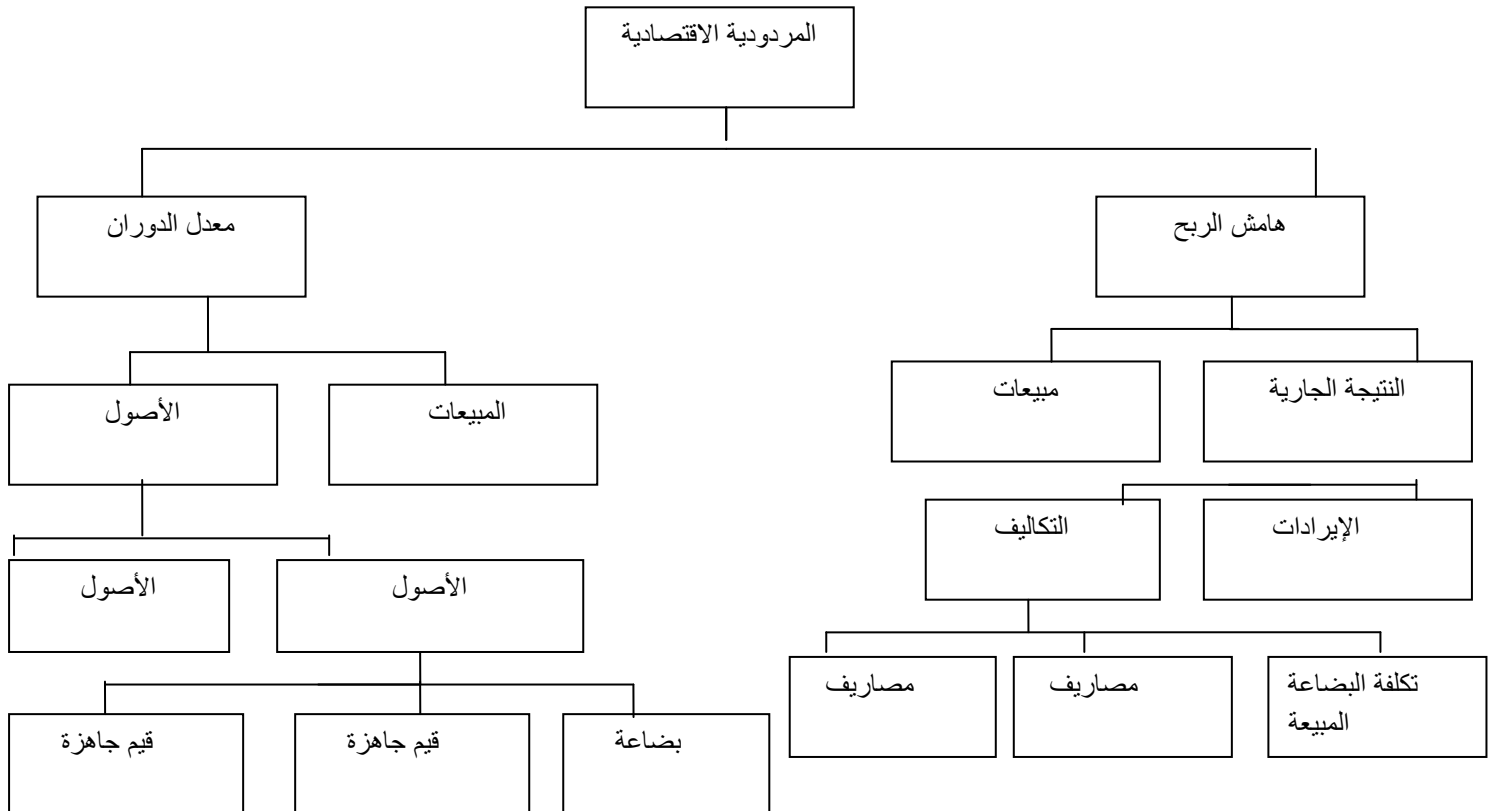 المردودية الاقتصادية
هامش الربح
معدل الدوران
النتيجة الجارية
مبيعات
المبيعات
الأصول
الإيرادات
التكاليف
الأصول
الأصول
تكلفة البضاعة
المبيعة
مصاريف
مصاريف
بضاعة
قيم جاهزة
قيم جاهزة